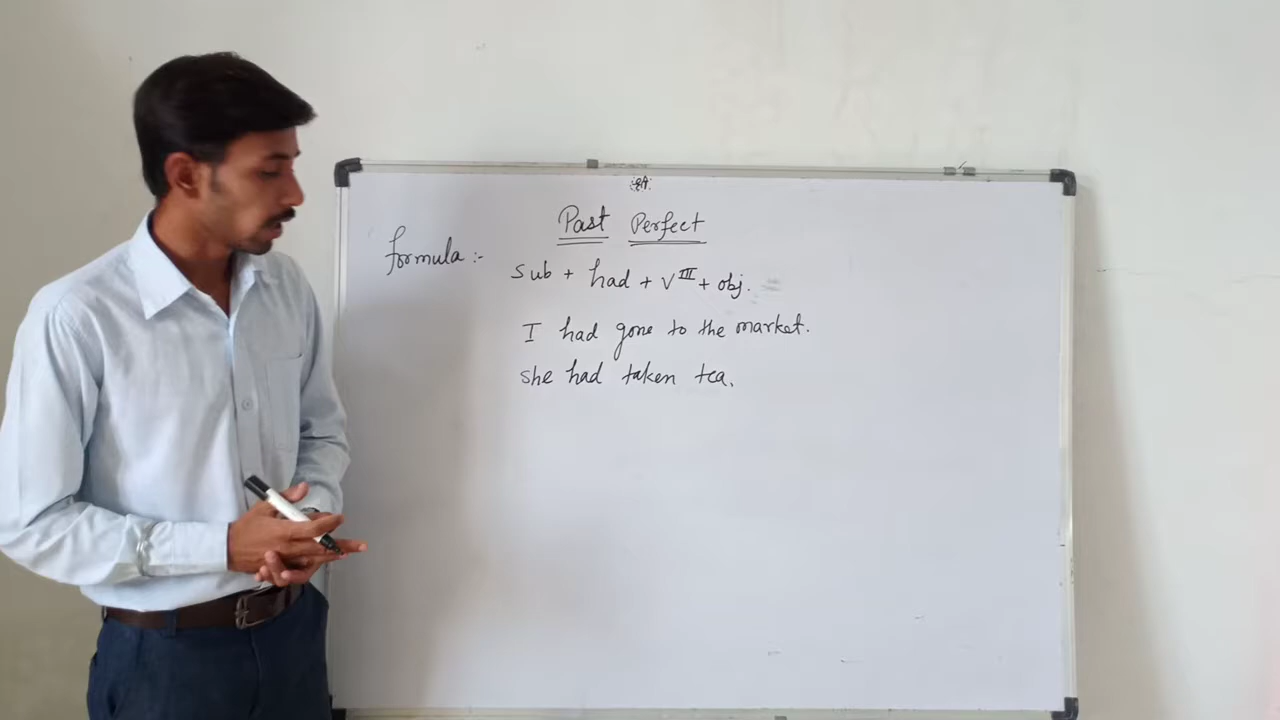 Past Perfect
formula :-
Sub + had + V III + obj.
I had gone to the market.
she had taken tea.